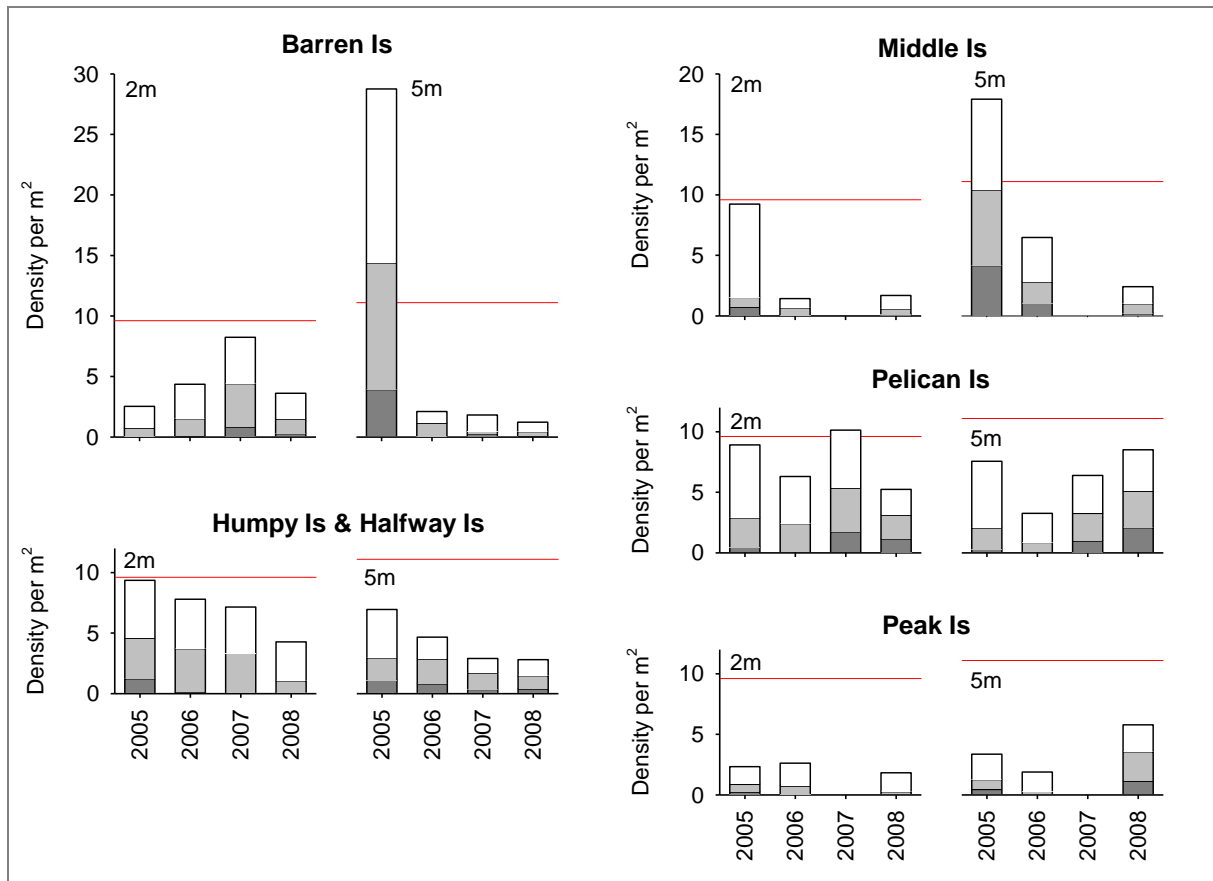 Barren Is
Density per m²
30
25
20
15
10
5
0
2m
5m
Humpy Is & Halfway Is
Density per m²
10
5
0
2m
5m
2005
2006
2007
2008
2005
2006
2007
2008
Middle Is
Density per m²
20
15
10
5
0
2m
5m
Pelican Is
Density per m²
10
5
0
2m
5m
Peak Is
Density per m²
10
5
0
2m
5m
2005
2006
2007
2008
2005
2006
2007
2008